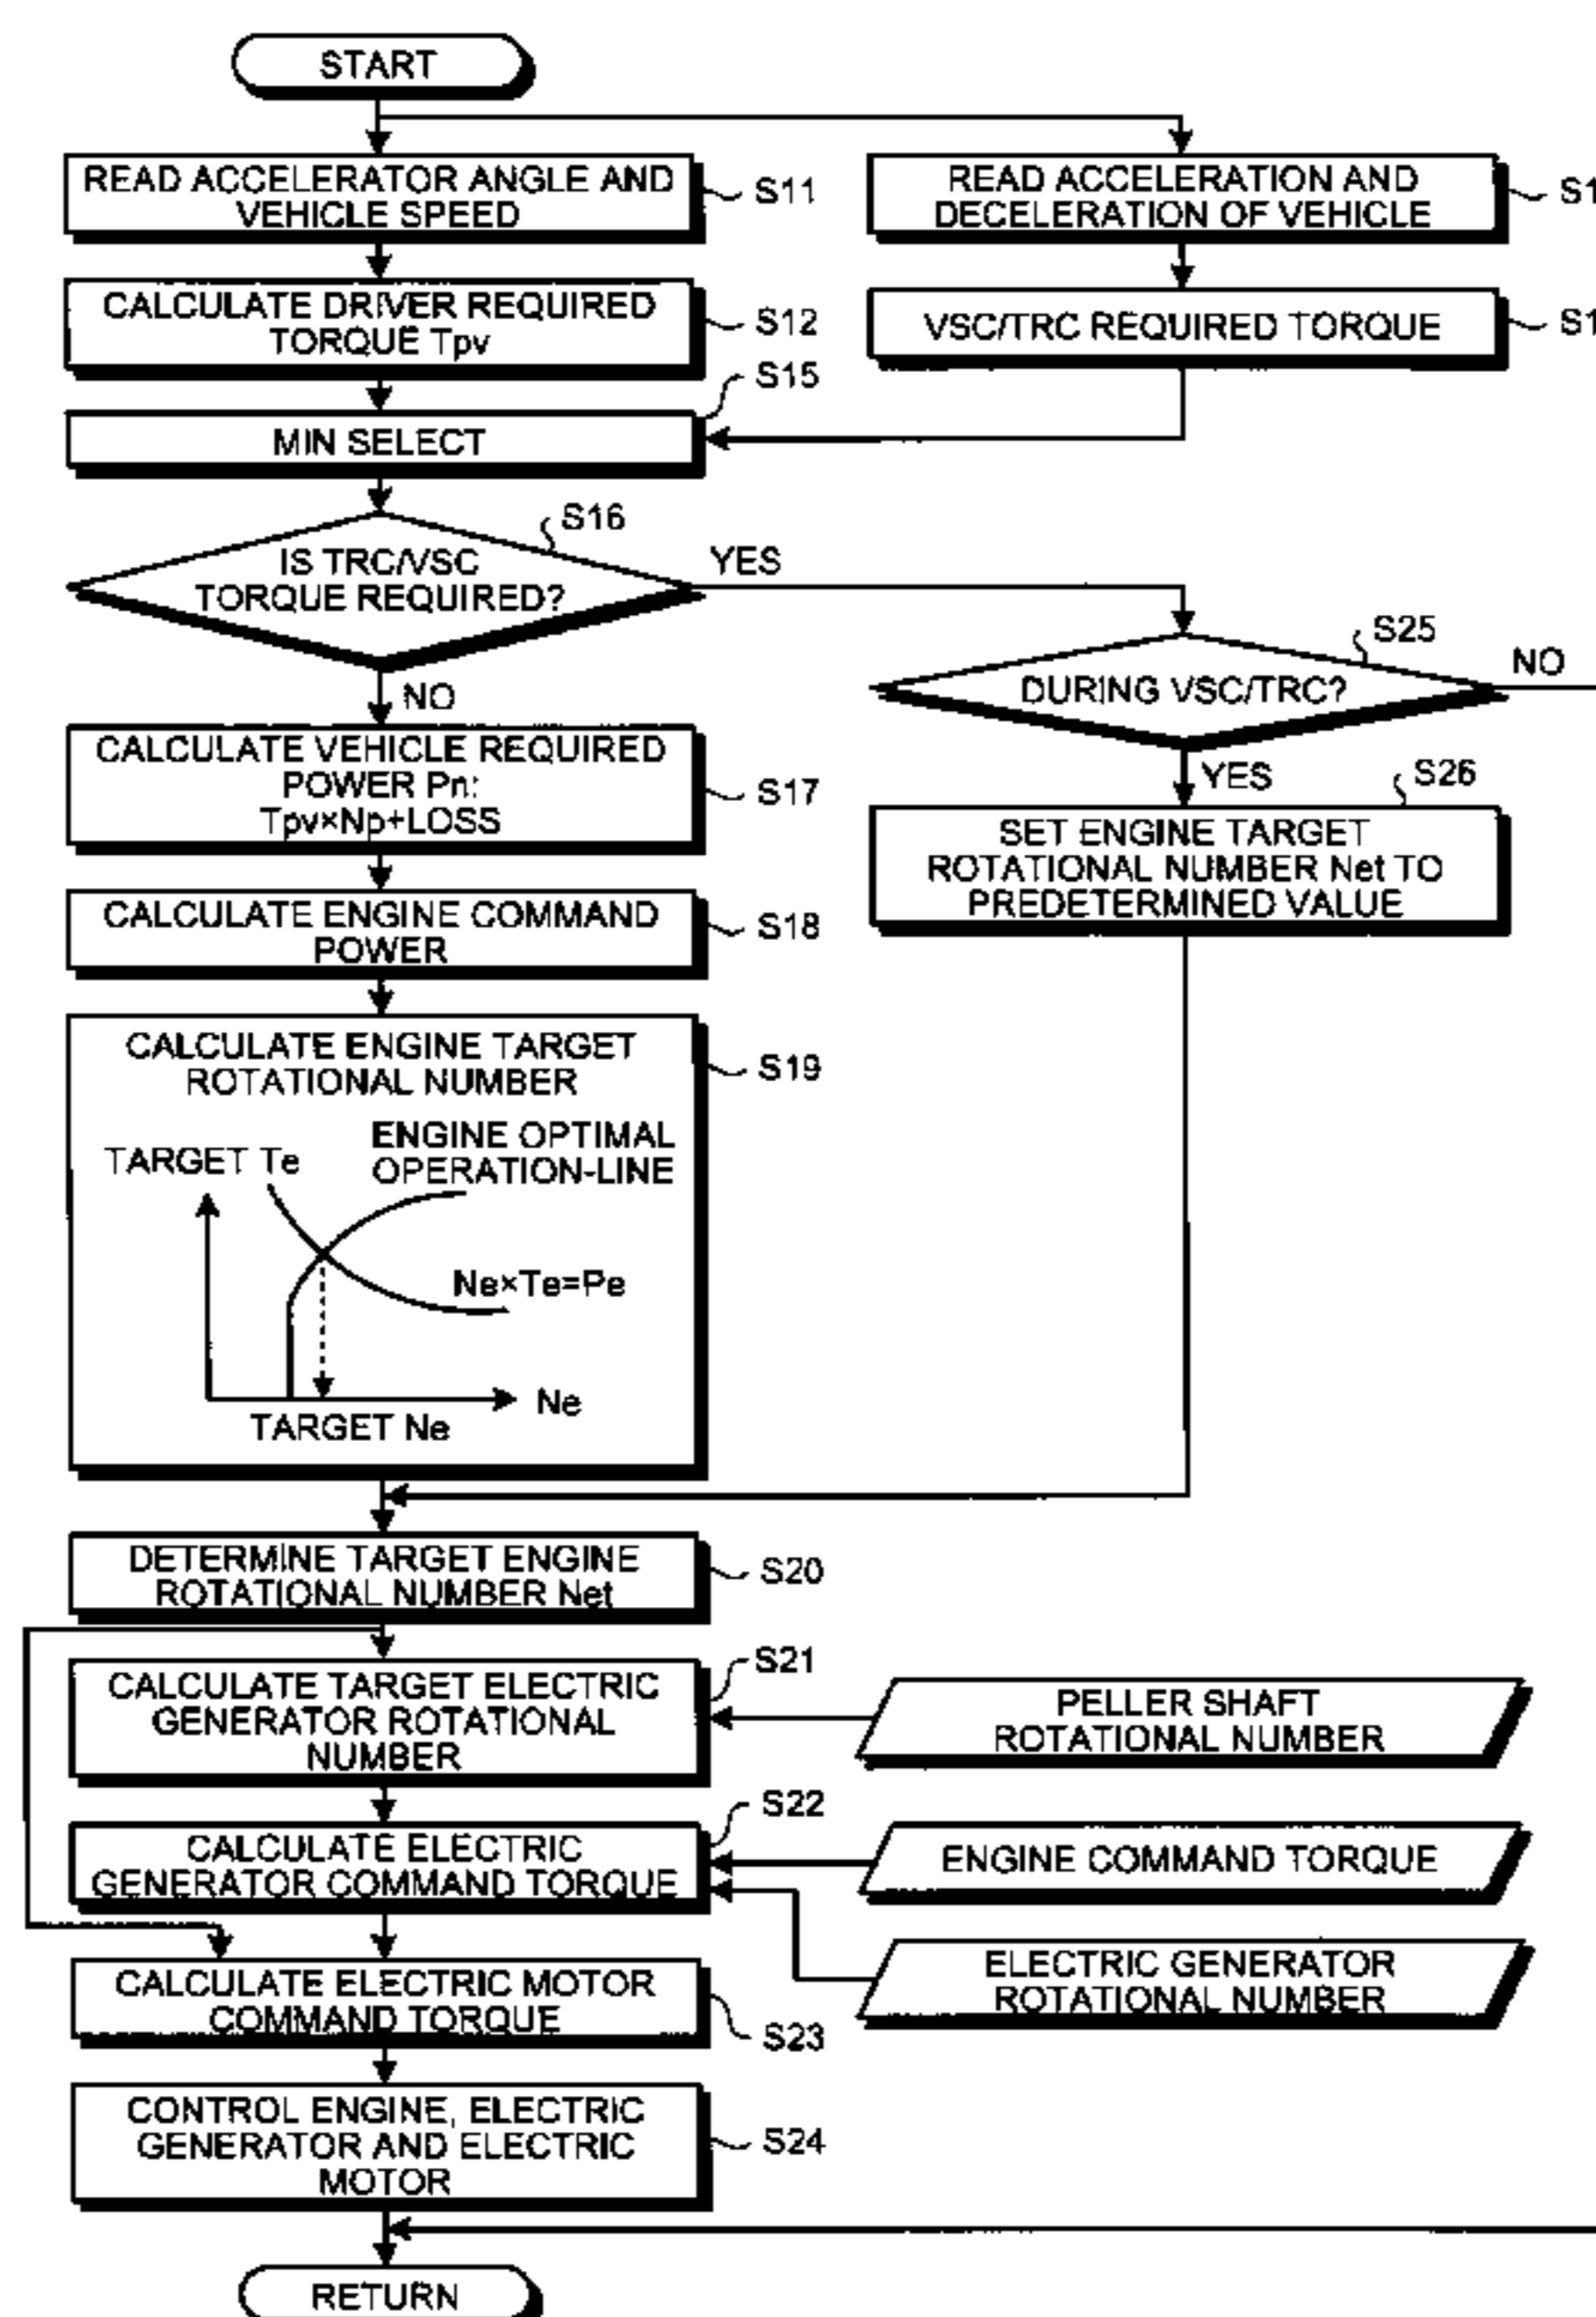 START
READ ACCELERATOR ANGLE AND
VEHICLE SPEED
S11
READ ACCELERATION AND
DECELERATION OF VEHICLE
S1
CALCULATE DRIVER REQUIRED
TORQUE Tpv
S12
VSC/TRC REQUIRED TORQUE
S1
S15
MIN SELECT
S16
IS TRC/VSC
TORQUE REQUIRED?
YES
NO
S25
DURING VSC/TRC?
NO
YES
CALCULATE VEHICLE REQUIRED
POWER Pn:
Tpv×Np+LOSS
S17
S26
SET ENGINE TARGET
ROTATIONAL NUMBER Net TO
PREDETERMINED VALUE
CALCULATE ENGINE COMMAND
POWER
S18
CALCULATE ENGINE TARGET
ROTATIONAL NUMBER
S19
ENGINE OPTIMAL
OPERATION-LINE
TARGET Te
Ne×Te=Pe
Ne
TARGET Ne
DETERMINE TARGET ENGINE
ROTATIONAL NUMBER Net
S20
S21
CALCULATE TARGET ELECTRIC
GENERATOR ROTATIONAL
NUMBER
PELLER SHAFT
ROTATIONAL NUMBER
S22
CALCULATE ELECTRIC
GENERATOR COMMAND TORQUE
ENGINE COMMAND TORQUE
ELECTRIC GENERATOR
ROTATIONAL NUMBER
CALCULATE ELECTRIC MOTOR
COMMAND TORQUE
S23
CONTROL ENGINE, ELECTRIC
GENERATOR AND ELECTRIC
MOTOR
S24
RETURN